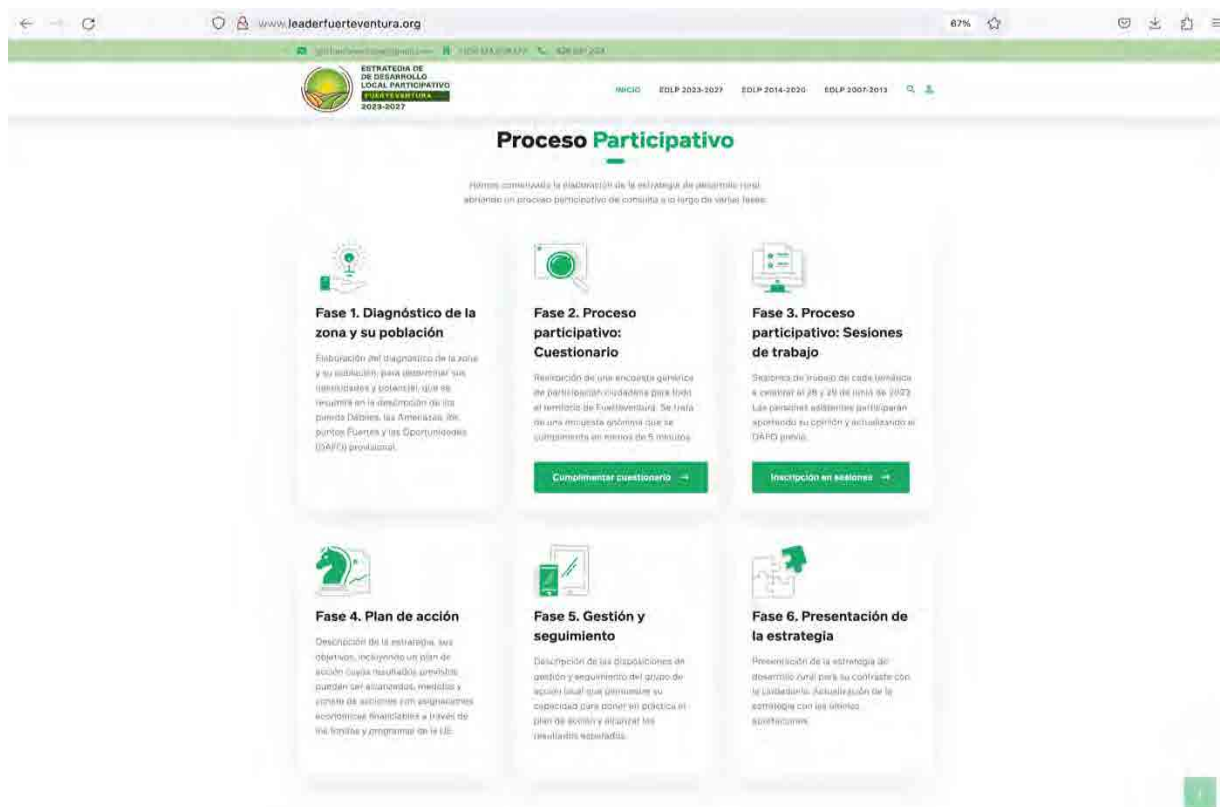 www.leaderfuerteventura.org
67%
ESTRATEGIA DE
DE DESARROLLO
LOCAL PARTICIPATIVO
FUERTEVENTURA
2023-2027
INICIO EDLP 2023-2027 EDLP 2014-2020 EDLP 2007-2013
Proceso Participativo
Hemos comenzado la elaboración de la estrategia de desarrollo rural,
abriendo un proceso participativo de consulta a lo largo de varias fases:
Fase 1. Diagnóstico de la
zona y su población
Elaboración del diagnóstico de la zona
y su población, para determinar sus
necesidades y potencial, que se
resumirá en la descripción de los
puntos Débiles, las Amenazas, los
puntos Fuertes y las Oportunidades
(DAFO) provisional.
Fase 2. Proceso
participativo:
Cuestionario
Realización de una encuesta genérica
de participación ciudadana para todo
el territorio de Fuerteventura. Se trata
de una encuesta anónima que se
cumplimenta en menos de 5 minutos
Cumplimentar cuestionario →
Fase 3. Proceso
participativo: Sesiones
de trabajo
Sesiones de trabajo de cada temática
a celebrar el 28 y 29 de junio de 2023
Las personas asistentes participarán
aportando su opinión y actualizando el
DAFO previo.
Inscripción en sesiones →
Fase 4. Plan de acción
Descripción de la estrategia, sus
objetivos, incluyendo un plan de
acción cuyos resultados previstos
puedan ser alcanzados, medidos y
conste de acciones con asignaciones
económicas financiables a través de
los fondos y programas de la UE.
Fase 5. Gestión y
seguimiento
Descripción de las disposiciones de
gestión y seguimiento del grupo de
acción local que demuestre su
capacidad para poner en práctica el
plan de acción y alcanzar los
resultados esperados.
Fase 6. Presentación de
la estrategia
Presentación de la estrategia de
desarrollo rural para su contraste con
la ciudadanía. Actualización de la
estrategia con las últimas
aportaciones.